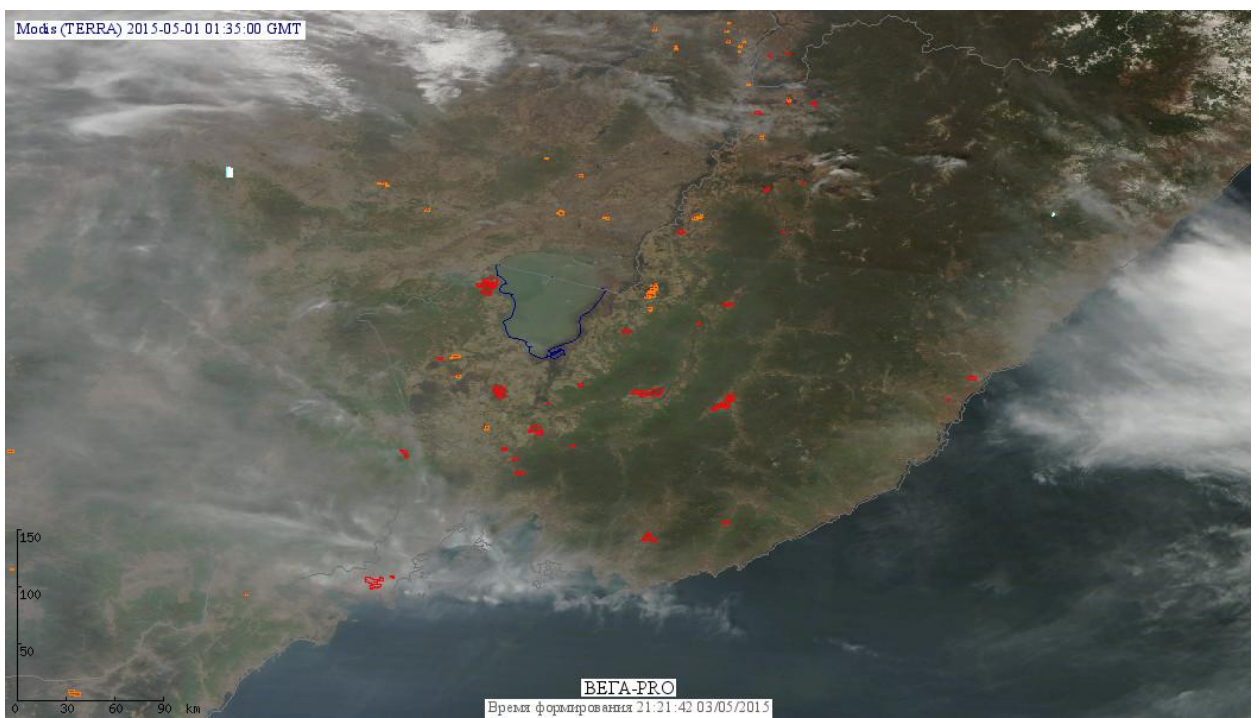 Modis (TERRA) 2015-05-01 01:35:00 GMT
150
100
50
0 30 60 90 km
ВЕГА-PRO
Время формирования 21:21:42 03/05/2015